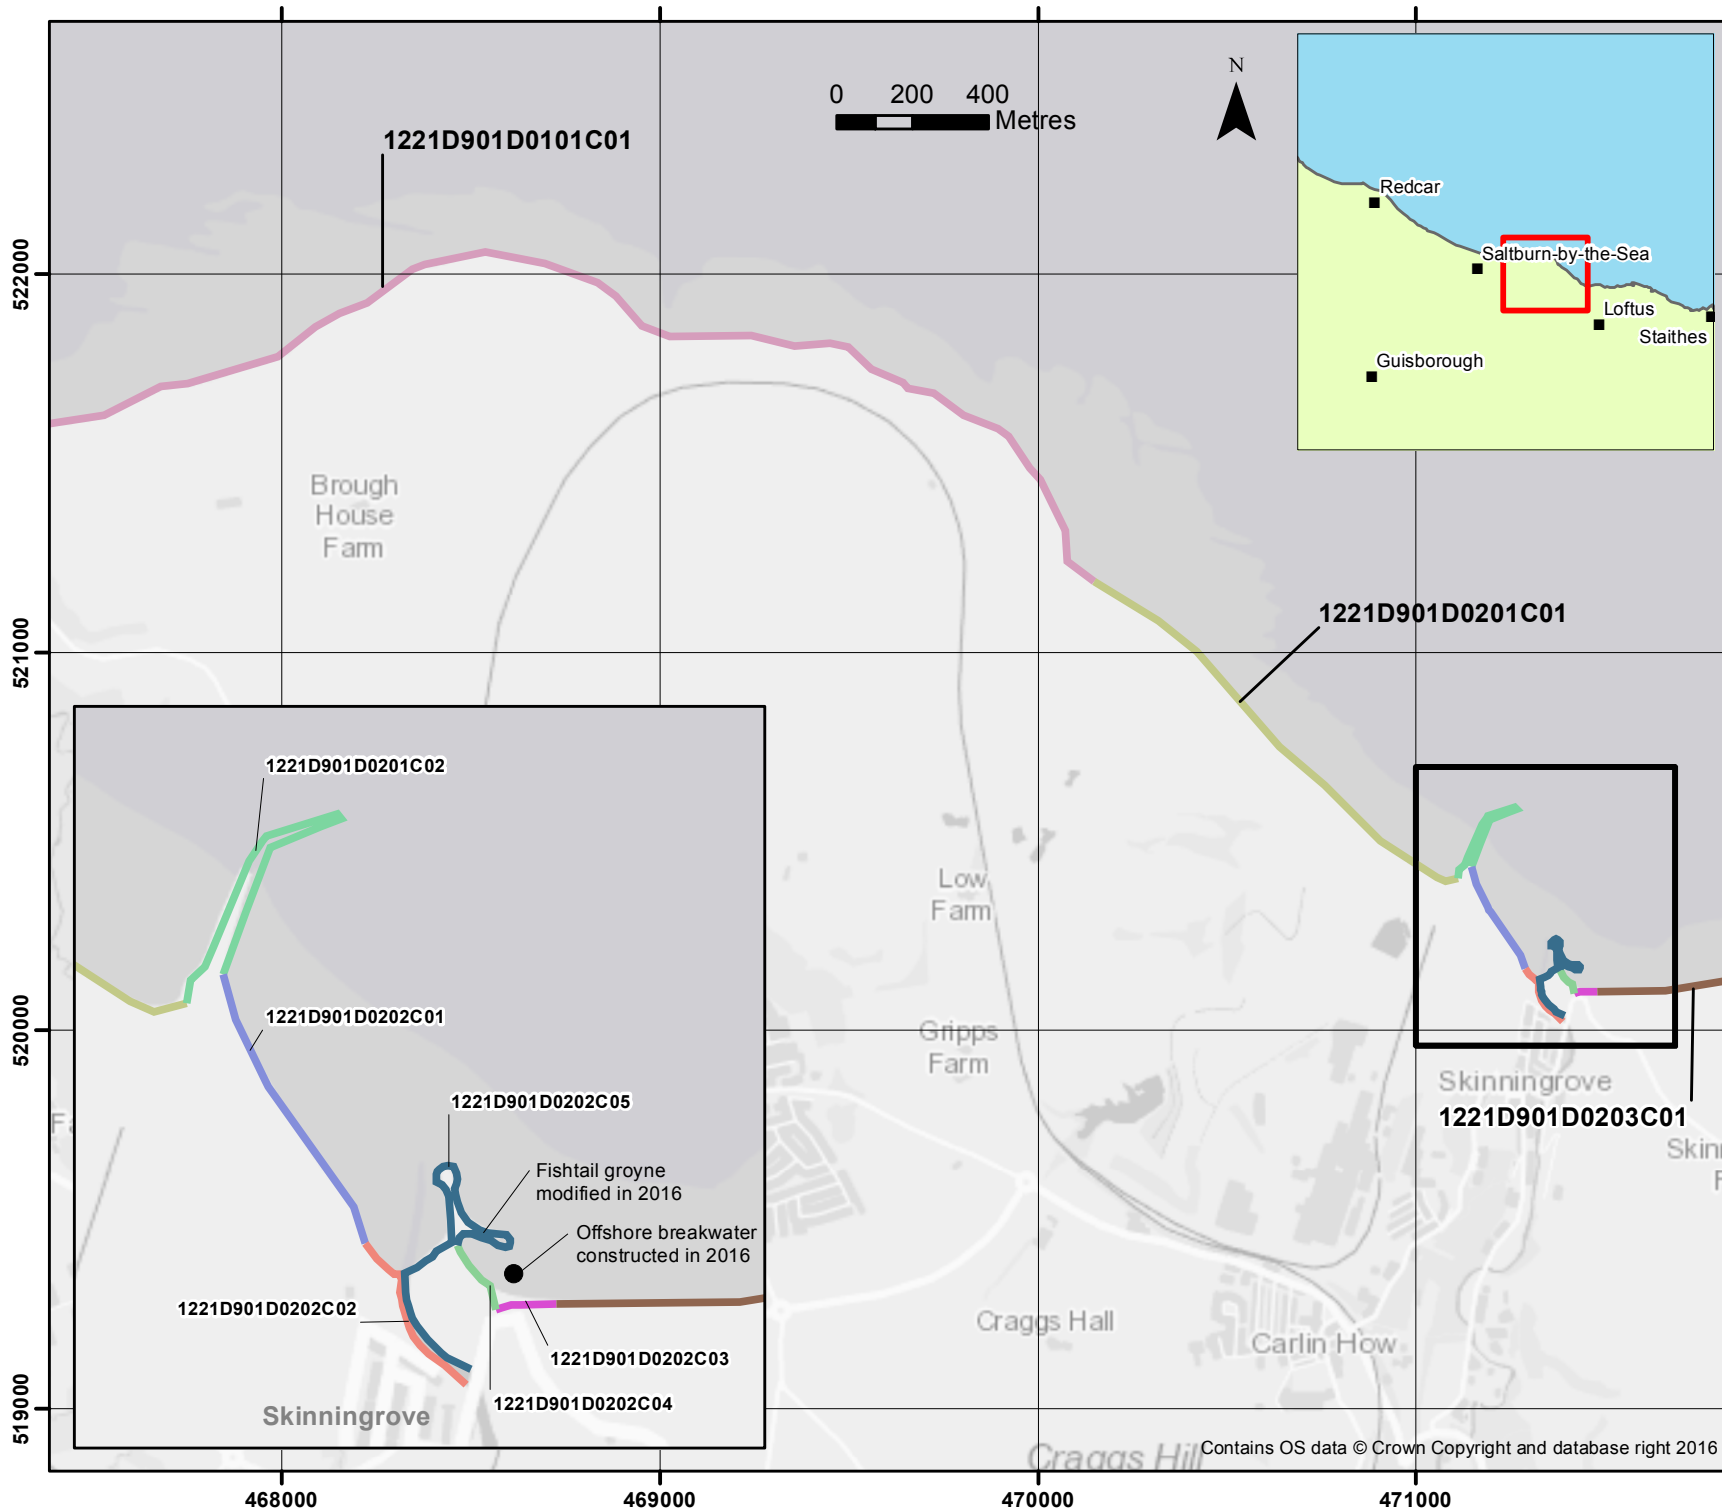 0 200 400
Metres
N
1221D901D0101C01
Redcar
Saltburn-by-the-Sea
Loftus
Staithes
Guisborough
522000
521000
520000
519000
Brough
House
Farm
1221D901D0201C01
1221D901D0201C02
1221D901D0202C01
1221D901D0202C05
Fishtail groyne
modified in 2016
Offshore breakwater
constructed in 2016
1221D901D0202C02
1221D901D0202C03
1221D901D0202C04
Skinningrove
Low
Farm
Gripps
Farm
Skinningrove
1221D901D0203C01
Craggs Hall
Carlin How
Craggs Hill
Contains OS data © Crown Copyright and database right 2016
468000 469000 470000 471000